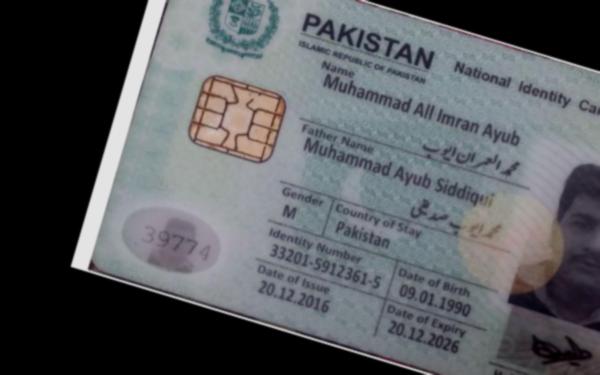 PAKISTAN National Identity Car
ISLAMIC REPUBLIC OF PAKISTAN
Name
Muhammad All Imran Ayub
Father Name
Muhammad Ayub Siddiqui
محمد ایوب صدیقی
Gender Country of Stay
M Pakistan
Identity Number Date of Birth
33201-5912361-5 09.01.1990
Date of Issue Date of Expiry
20.12.2016 20.12.2026
39774